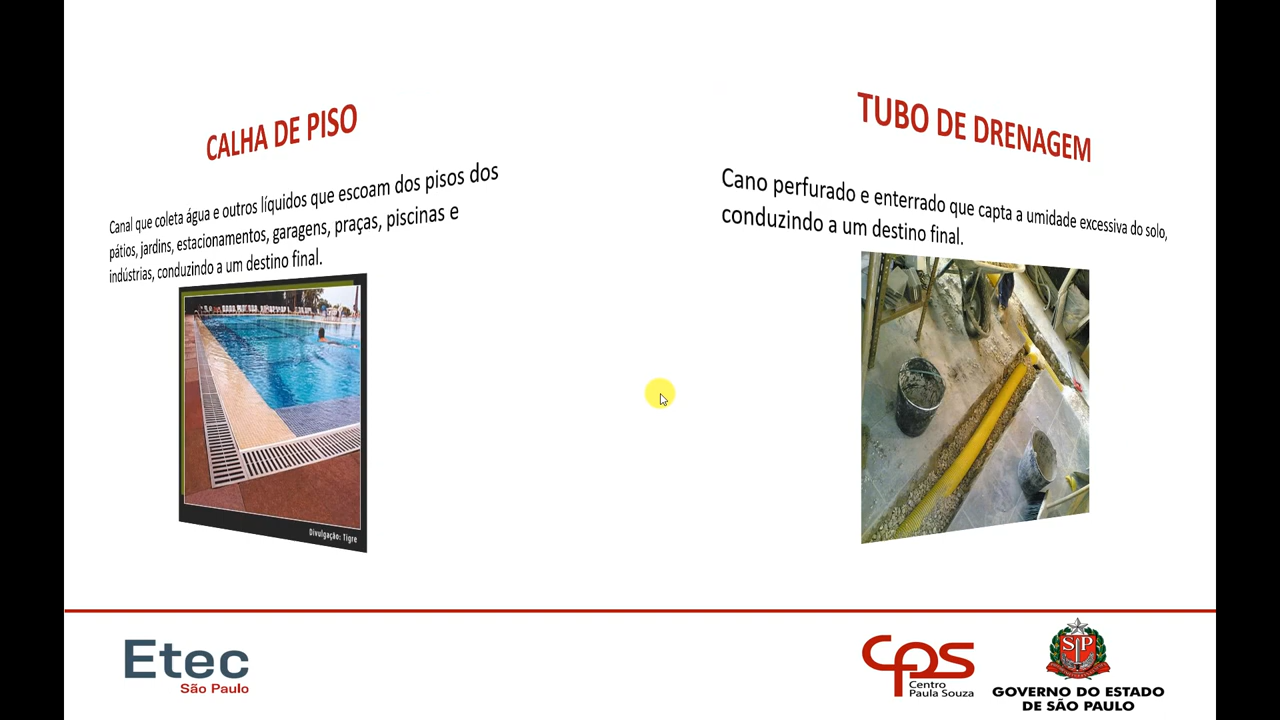 CALHA DE PISO
Canal que coleta água e outros líquidos que escoam dos pisos dos
pátios, jardins, estacionamentos, garagens, praças, piscinas e
indústrias, conduzindo a um destino final.
Divulgação: Tigre
TUBO DE DRENAGEM
Cano perfurado e enterrado que capta a umidade excessiva do solo,
conduzindo a um destino final.
Etec
São Paulo
CPS
Centro
Paula Souza
SP
GOVERNO DO ESTADO
DE SÃO PAULO